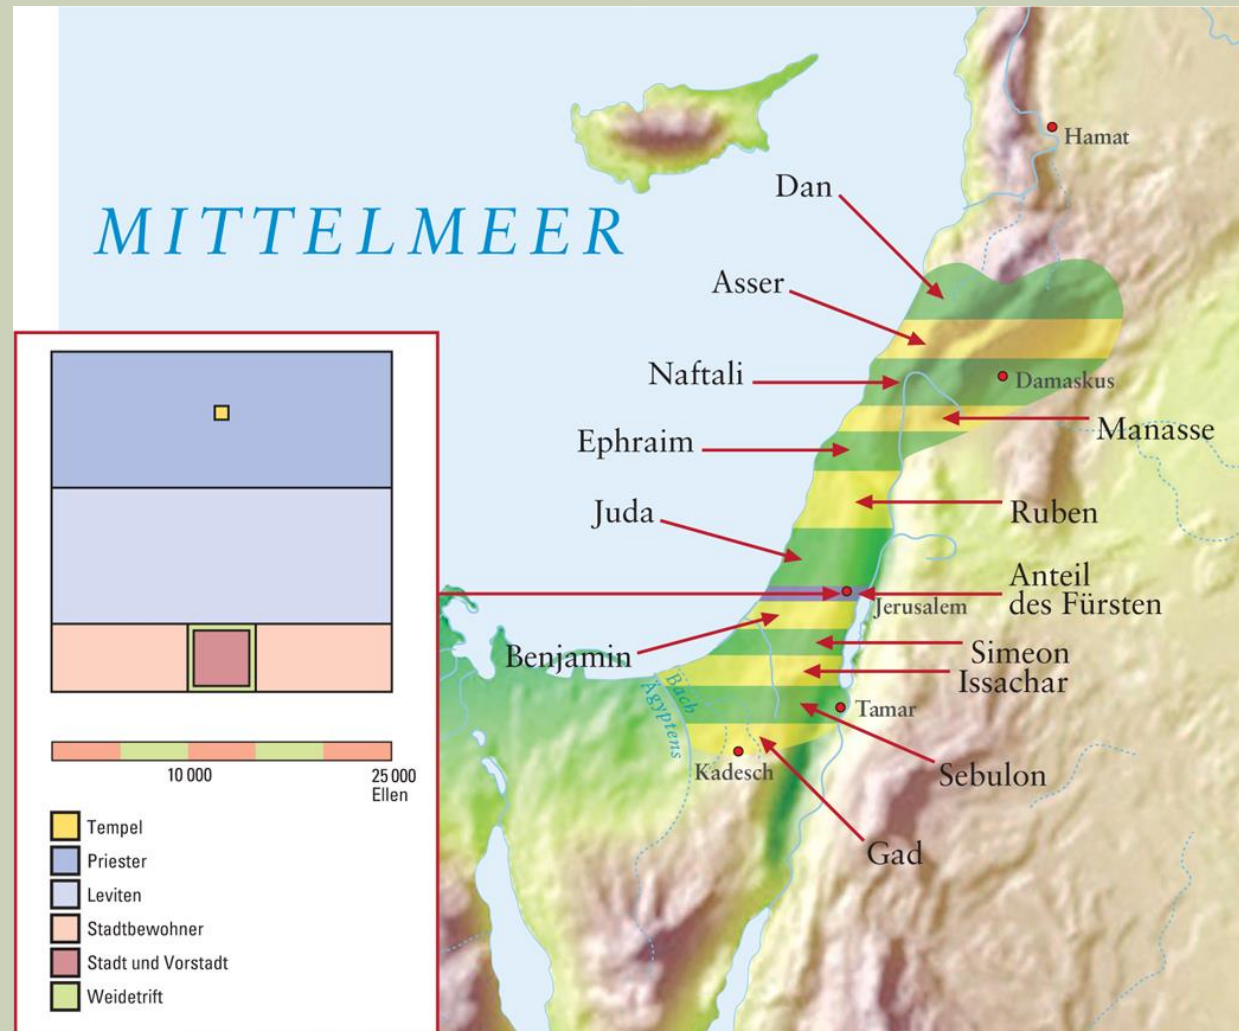 MITTELMEER
Hamat
Dan
Asser
Naftali
Damaskus
Manasse
Ephraim
Ruben
Juda
Anteil
des Fürsten
Jerusalem
Benjamin
Simeon
Issachar
Bach
Ägyptens
Tamar
Kadesch
Sebulon
Gad
10 000
25 000
Ellen
Tempel
Priester
Leviten
Stadtbewohner
Stadt und Vorstadt
Weidetrift